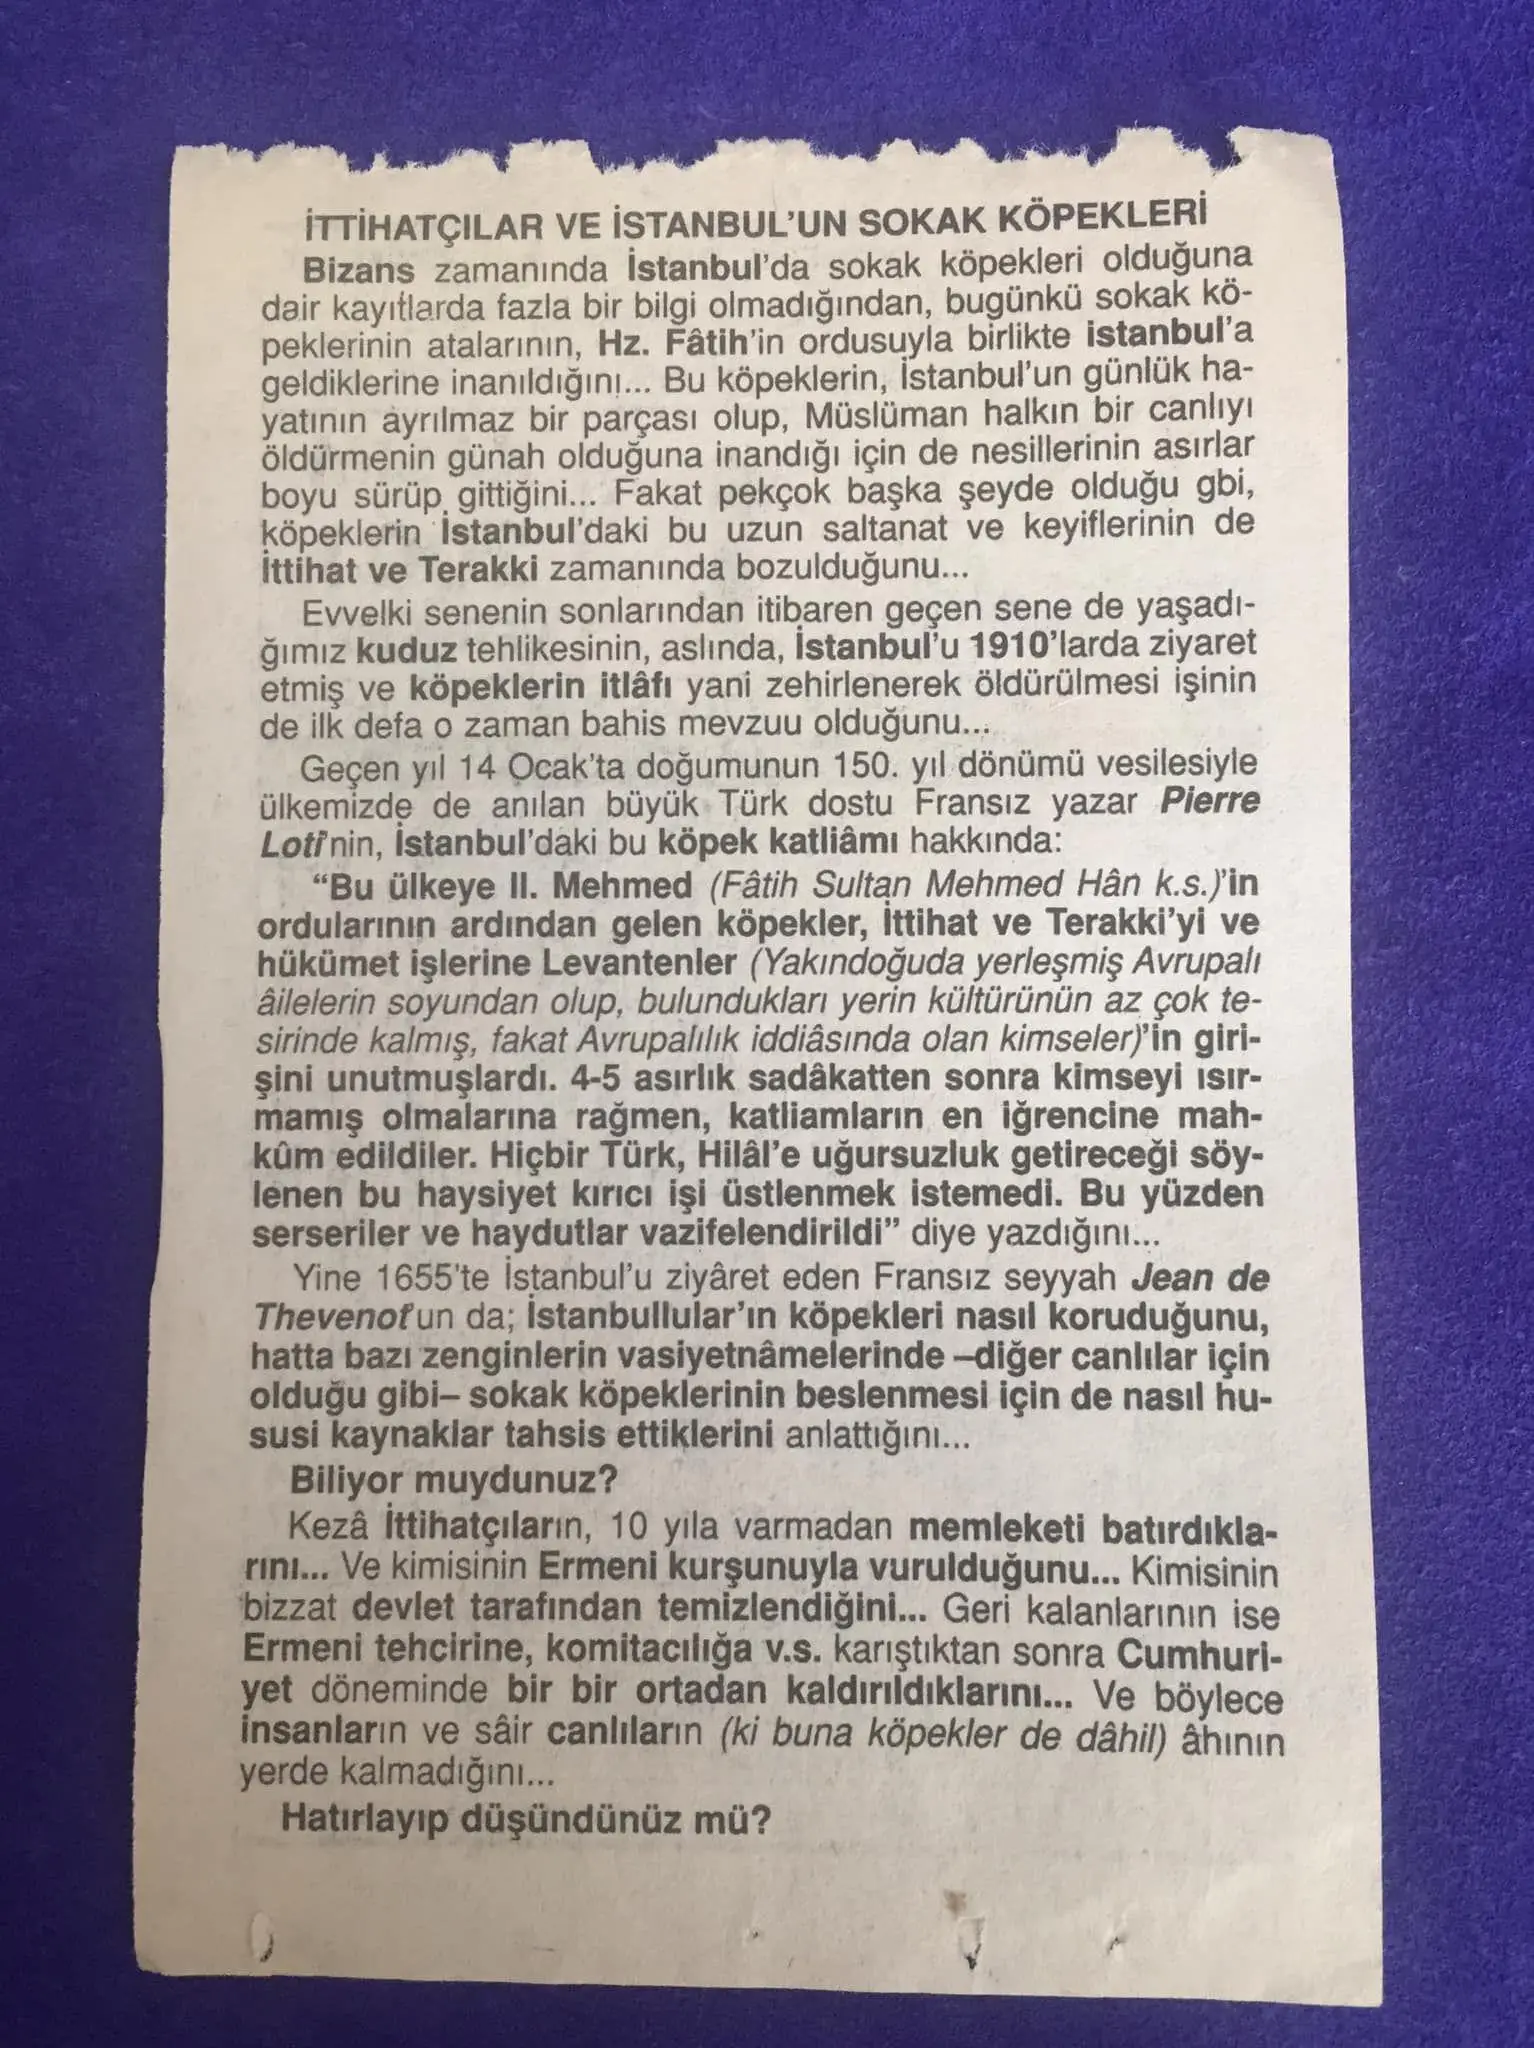 İTTİHATÇILAR VE İSTANBUL'UN SOKAK KÖPEKLERİ
Bizans zamanında İstanbul'da sokak köpekleri olduğuna
dair kayıtlarda fazla bir bilgi olmadığından, bugünkü sokak kö-
peklerinin atalarının, Hz. Fâtih'in ordusuyla birlikte İstanbul'a
geldiklerine inanıldığını... Bu köpeklerin, İstanbul'un günlük ha-
yatının ayrılmaz bir parçası olup, Müslüman halkın bir canlıyı
öldürmenin günah olduğuna inandığı için de nesillerinin asırlar
boyu sürüp gittiğini... Fakat pekçok başka şeyde olduğu gbi,
köpeklerin İstanbul'daki bu uzun saltanat ve keyiflerinin de
İttihat ve Terakki zamanında bozulduğunu...
Evvelki senenin sonlarından itibaren geçen sene de yaşadı-
ğımız kuduz tehlikesinin, aslında, İstanbul'u 1910'larda ziyaret
etmiş ve köpeklerin itlâfı yani zehirlenerek öldürülmesi işinin
de ilk defa o zaman bahis mevzuu olduğunu...
Geçen yıl 14 Ocak'ta doğumunun 150. yıl dönümü vesilesiyle
ülkemizde de anılan büyük Türk dostu Fransız yazar Pierre
Loti'nin, İstanbul'daki bu köpek katliâmı hakkında:
“Bu ülkeye II. Mehmed (Fâtih Sultan Mehmed Hân k.s.)'in
ordularının ardından gelen köpekler, İttihat ve Terakki'yi ve
hükümet işlerine Levantenler (Yakındoğuda yerleşmiş Avrupalı
âilelerin soyundan olup, bulundukları yerin kültürünün az çok te-
sirinde kalmış, fakat Avrupalılık iddiâsında olan kimseler)'in giri-
şini unutmuşlardı. 4-5 asırlık sadâkatten sonra kimseyi ısır-
mamış olmalarına rağmen, katliamların en iğrencine mah-
kûm edildiler. Hiçbir Türk, Hilâl'e uğursuzluk getireceği söy-
lenen bu haysiyet kırıcı işi üstlenmek istemedi. Bu yüzden
serseriler ve haydutlar vazifelendirildi” diye yazdığını...
Yine 1655'te İstanbul'u ziyâret eden Fransız seyyah Jean de
Thevenot'un da; İstanbullular'ın köpekleri nasıl koruduğunu,
hatta bazı zenginlerin vasiyetnâmelerinde –diğer canlılar için
olduğu gibi– sokak köpeklerinin beslenmesi için de nasıl hu-
susi kaynaklar tahsis ettiklerini anlattığını...
Biliyor muydunuz?
Kezâ İttihatçıların, 10 yıla varmadan memleketi batırdıkla-
rını... Ve kimisinin Ermeni kurşunuyla vurulduğunu... Kimisinin
bizzat devlet tarafından temizlendiğini... Geri kalanlarının ise
Ermeni tehcirine, komitacılığa v.s. karıştıktan sonra Cumhuri-
yet döneminde bir bir ortadan kaldırıldıklarını... Ve böylece
insanların ve sâir canlıların (ki buna köpekler de dâhil) âhının
yerde kalmadığını...
Hatırlayıp düşündünüz mü?